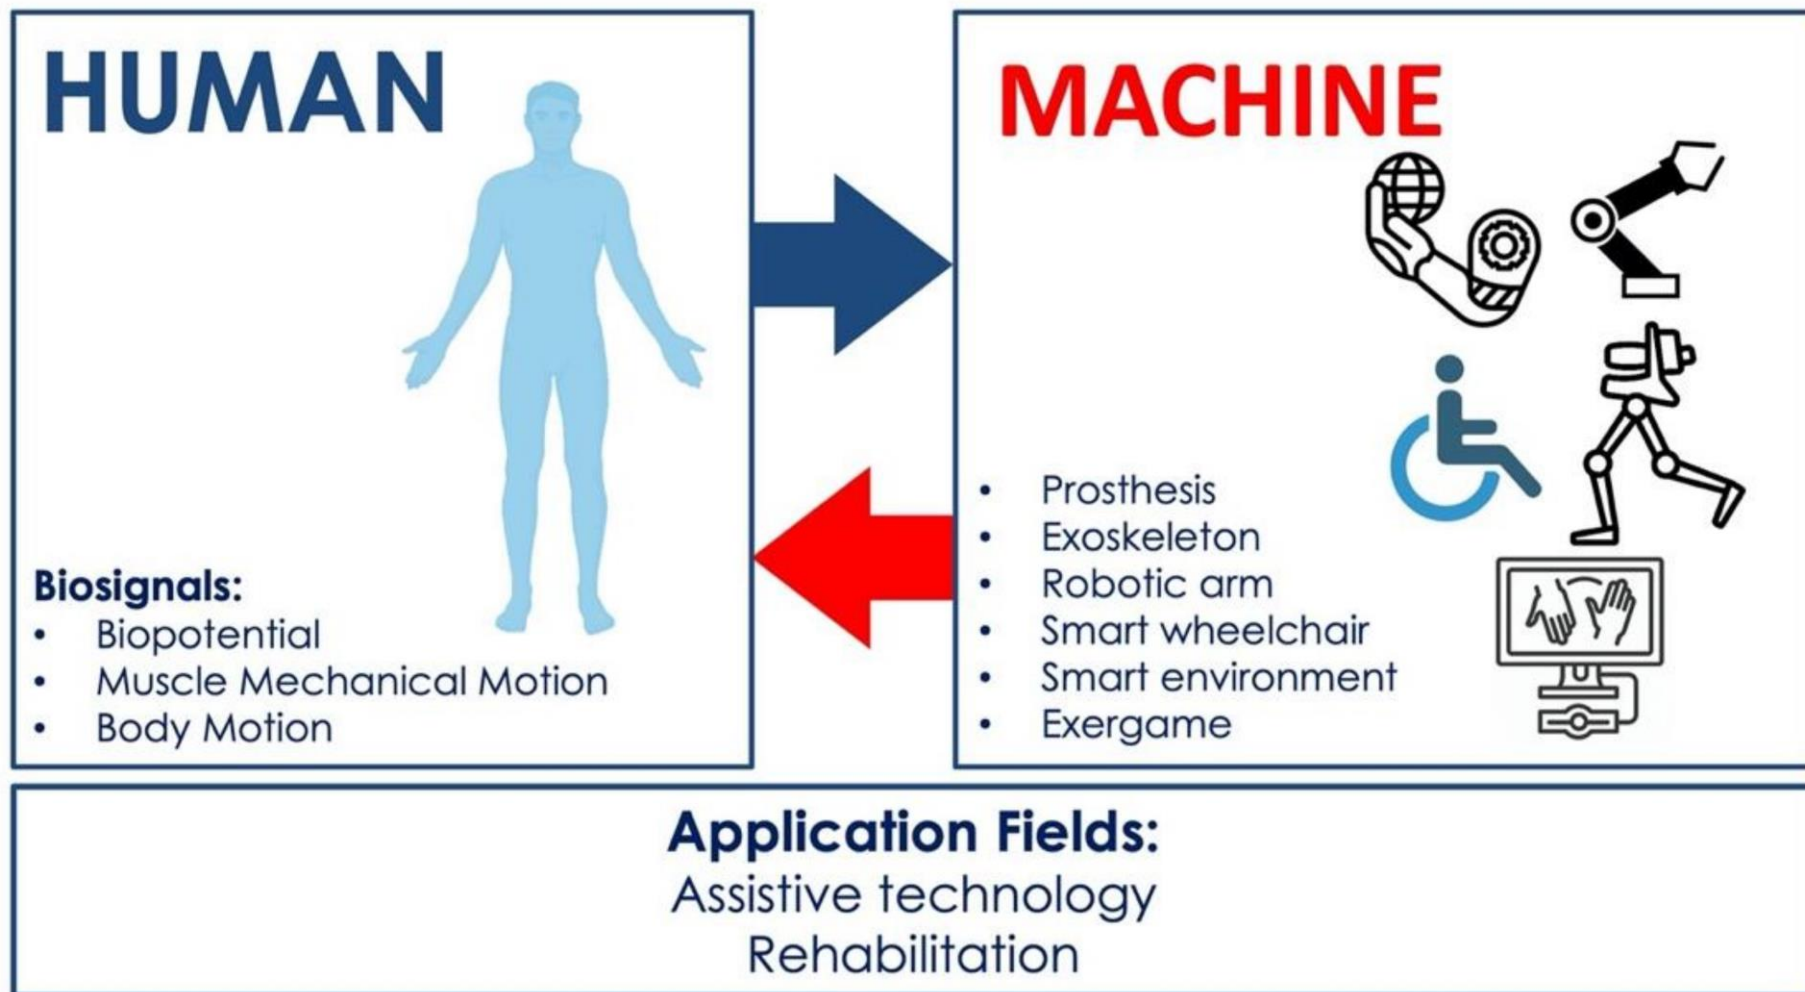 HUMAN
Biosignals:
• Biopotential
• Muscle Mechanical Motion
• Body Motion
MACHINE
• Prosthesis
• Exoskeleton
• Robotic arm
• Smart wheelchair
• Smart environment
• Exergame
Application Fields:
Assistive technology
Rehabilitation